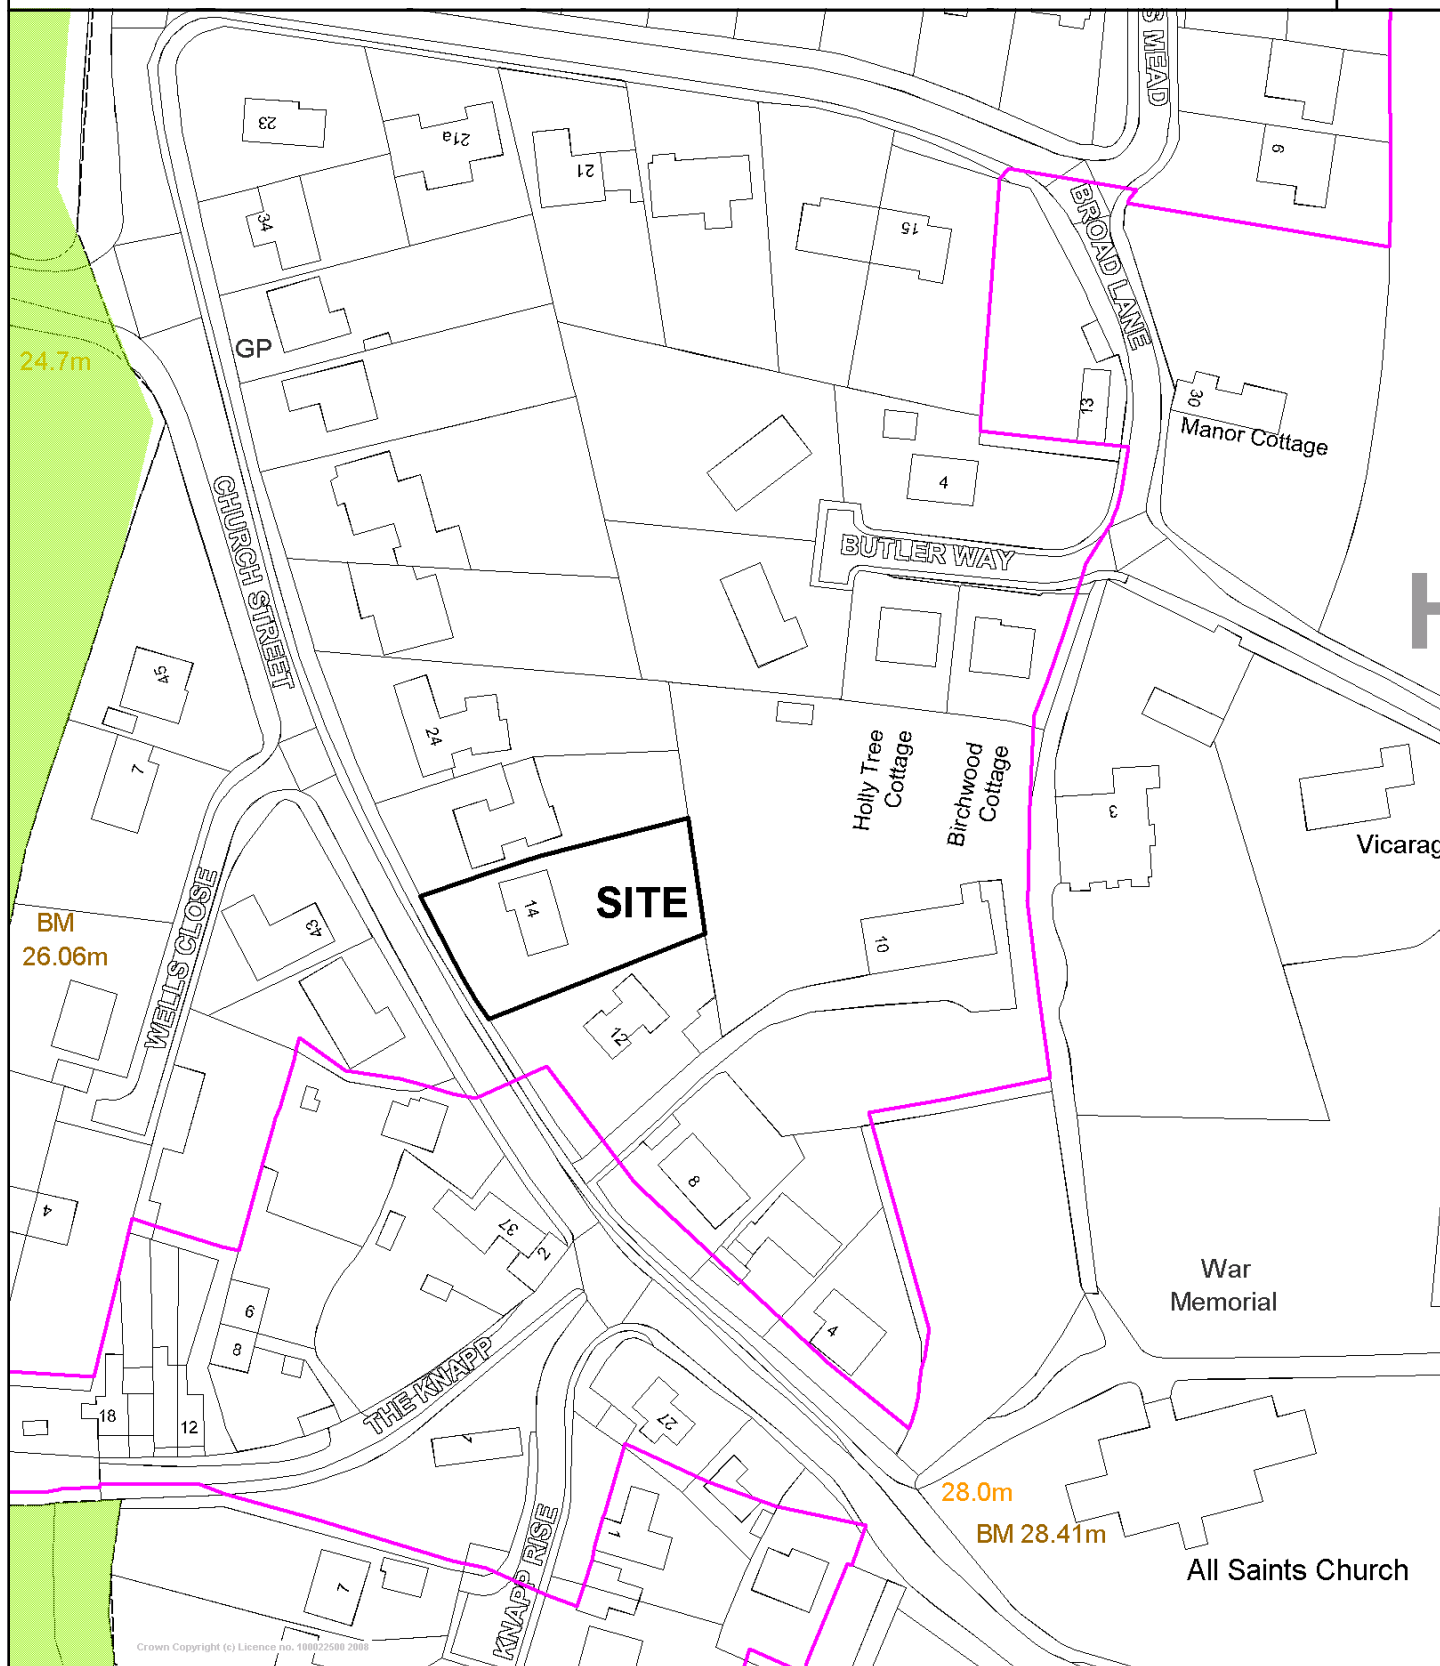 S MEAD
23
21a
21
6
34
15
BROAD LANE
GP
24.7m
13
30
Manor Cottage
4
CHURCH STREET
BUTLER WAY
H
45
24
7
Holly Tree
Cottage
Birchwood
Cottage
3
Vicarag
SITE
14
WELLS CLOSE
43
BM
26.06m
10
12
8
4
37
2
War
Memorial
6
8
4
THE KNAPP
18
12
27
1
28.0m
BM 28.41m
1
KNAPP RISE
All Saints Church
7
Crown Copyright (c) Licence no. 100022500 2008